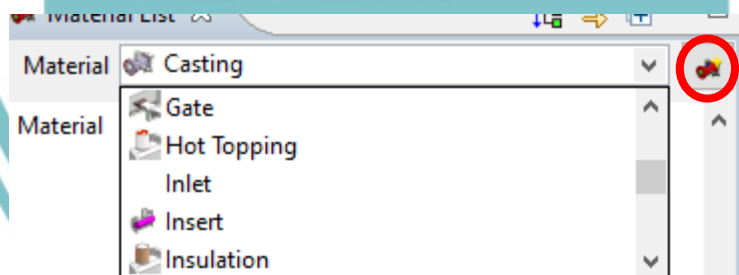 Material List
Material Casting
Material
Gate
Hot Topping
Inlet
Insert
Insulation